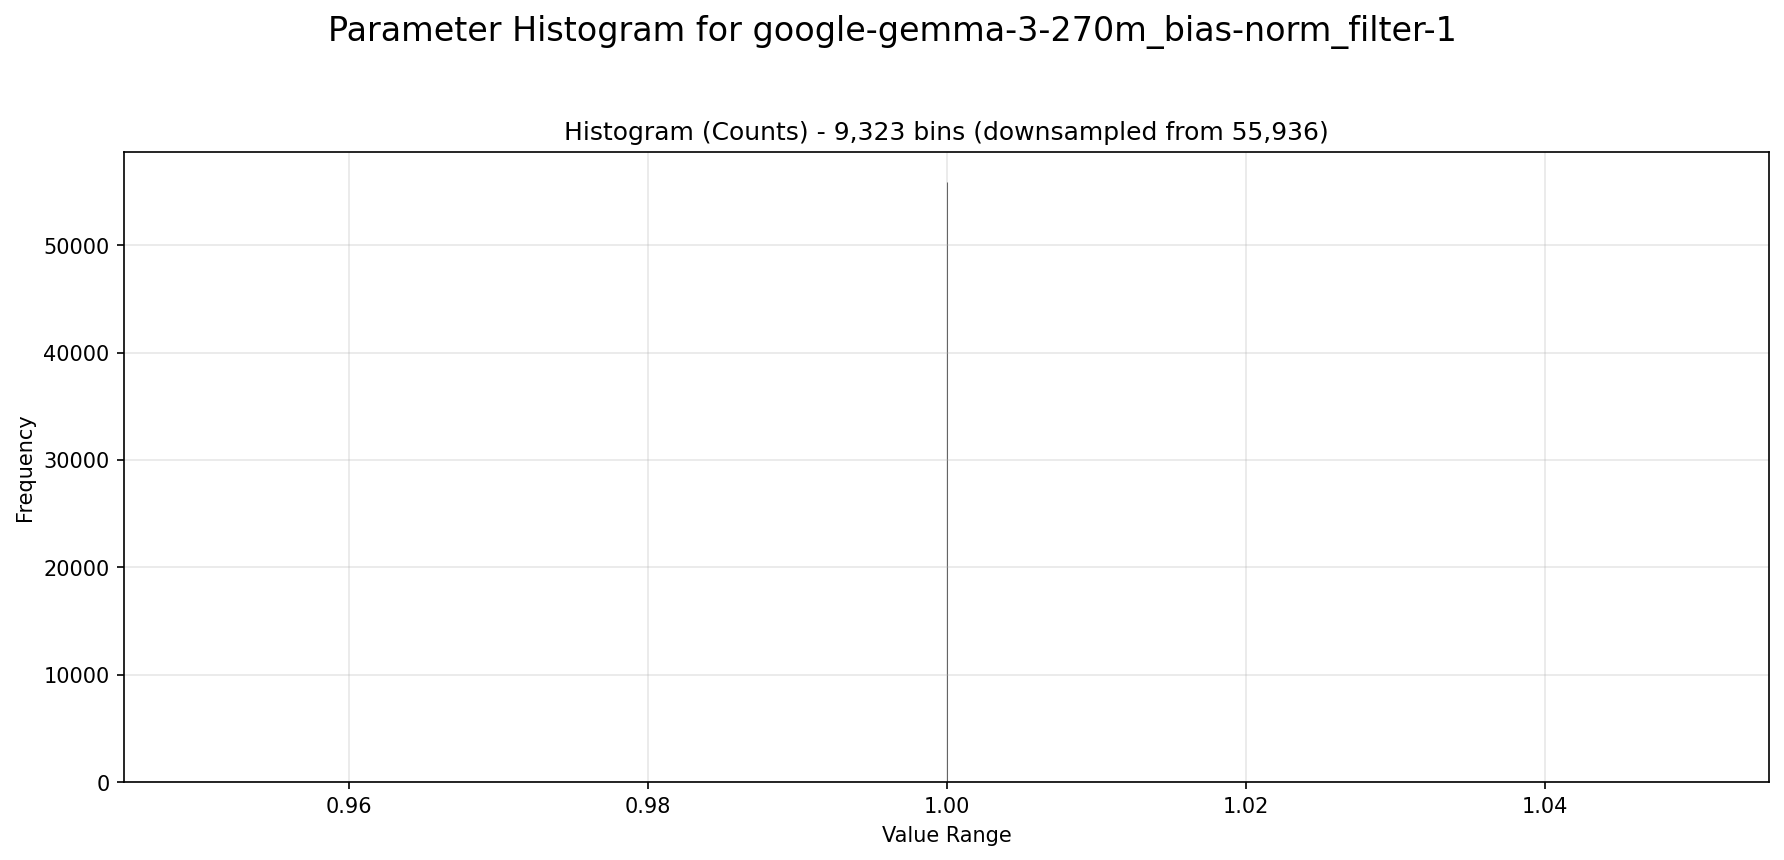 Parameter Histogram for google-gemma-3-270m_bias-norm_filter-1
Histogram (Counts) - 9,323 bins (downsampled from 55,936)
Frequency
50000
40000
30000
20000
10000
0
0.96 0.98 1.00 1.02 1.04
Value Range